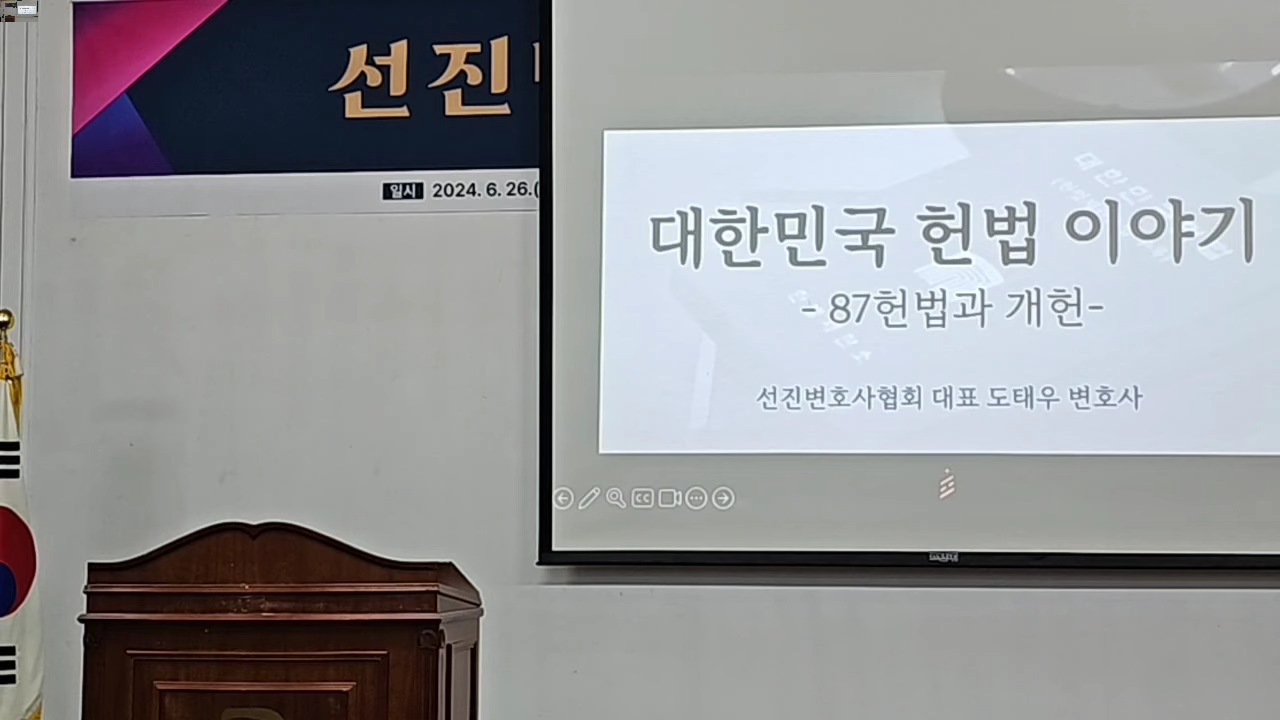 선진
일시 2024. 6. 26.(
대한민국 헌법 이야기
- 87헌법과 개헌-
선진변호사협회 대표 도태우 변호사
CC